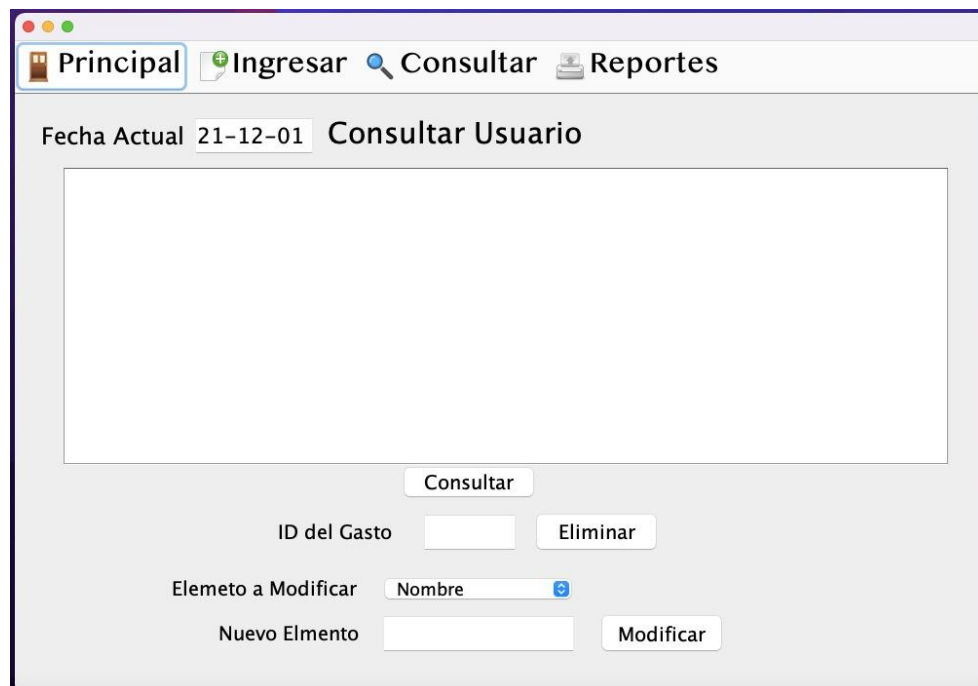 Principal Ingresar Consultar Reportes
Fecha Actual 21-12-01 Consultar Usuario
Consultar
ID del Gasto Eliminar
Elemeto a Modificar Nombre
Nuevo Elmento Modificar